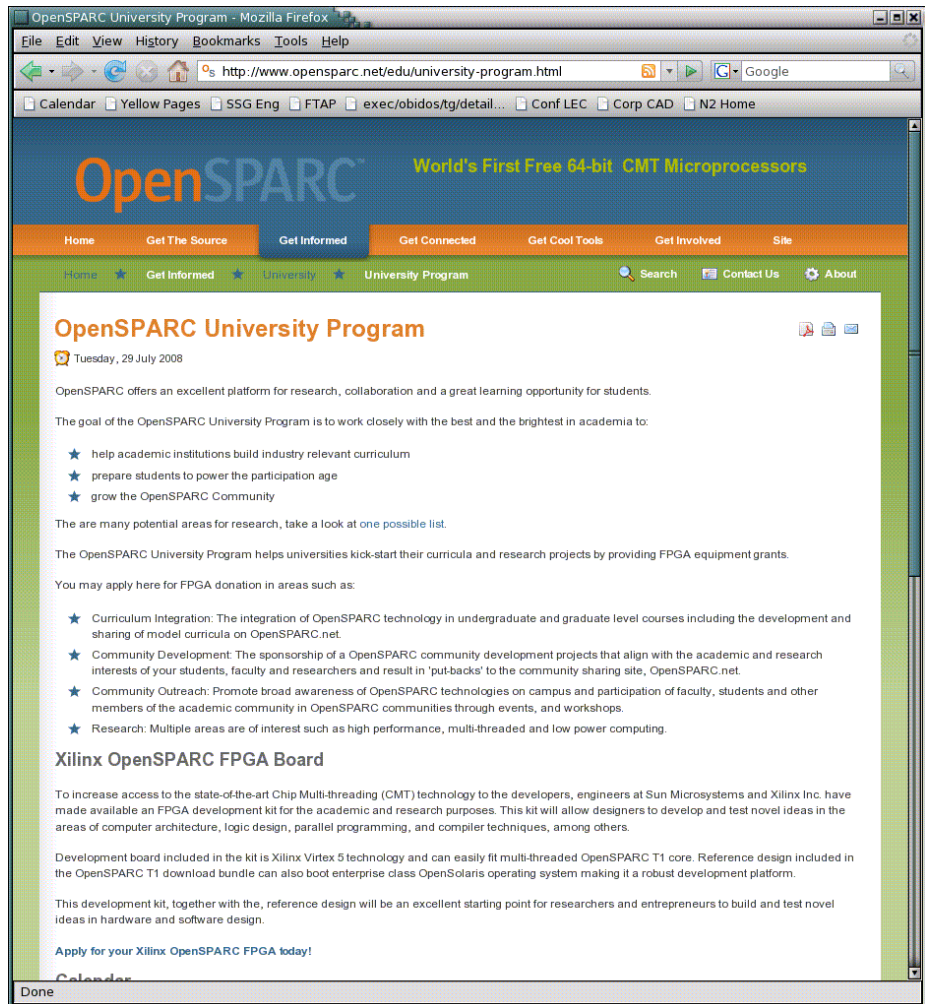 OpenSPARC University Program - Mozilla Firefox
File Edit View History Bookmarks Tools Help
http://www.opensparc.net/edu/university-program.html
G Google
Calendar Yellow Pages SSG Eng FTAP exec/obidos/tg/detail... Conf LEC Corp CAD N2 Home
OpenSPARC™ World's First Free 64-bit CMT Microprocessors
Home Get The Source Get Informed Get Connected Get Cool Tools Get Involved Site
Home Get Informed University University Program Search Contact Us About
OpenSPARC University Program
Tuesday, 29 July 2008
OpenSPARC offers an excellent platform for research, collaboration and a great learning opportunity for students.
The goal of the OpenSPARC University Program is to work closely with the best and the brightest in academia to:
help academic institutions build industry relevant curriculum
prepare students to power the participation age
grow the OpenSPARC Community
The are many potential areas for research, take a look at one possible list.
The OpenSPARC University Program helps universities kick-start their curricula and research projects by providing FPGA equipment grants.
You may apply here for FPGA donation in areas such as:
Curriculum Integration: The integration of OpenSPARC technology in undergraduate and graduate level courses including the development and
sharing of model curricula on OpenSPARC.net.
Community Development: The sponsorship of a OpenSPARC community development projects that align with the academic and research
interests of your students, faculty and researchers and result in 'put-backs' to the community sharing site, OpenSPARC.net.
Community Outreach: Promote broad awareness of OpenSPARC technologies on campus and participation of faculty, students and other
members of the academic community in OpenSPARC communities through events, and workshops.
Research: Multiple areas are of interest such as high performance, multi-threaded and low power computing.
Xilinx OpenSPARC FPGA Board
To increase access to the state-of-the-art Chip Multi-threading (CMT) technology to the developers, engineers at Sun Microsystems and Xilinx Inc. have
made available an FPGA development kit for the academic and research purposes. This kit will allow designers to develop and test novel ideas in the
areas of computer architecture, logic design, parallel programming, and compiler techniques, among others.
Development board included in the kit is Xilinx Virtex 5 technology and can easily fit multi-threaded OpenSPARC T1 core. Reference design included in
the OpenSPARC T1 download bundle can also boot enterprise class OpenSolaris operating system making it a robust development platform.
This development kit, together with the, reference design will be an excellent starting point for researchers and entrepreneurs to build and test novel
ideas in hardware and software design.
Apply for your Xilinx OpenSPARC FPGA today!
Calendar
Done